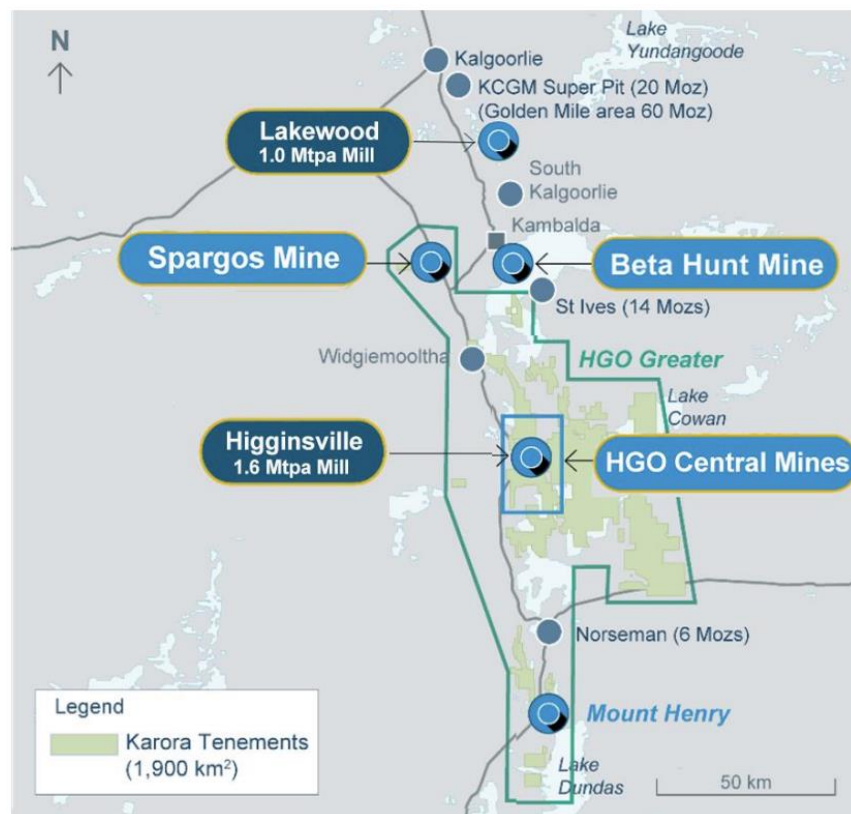 N
Kalgoorlie
Lake
Yundangoode
KCGM Super Pit (20 Moz)
(Golden Mile area 60 Moz)
Lakewood
1.0 Mtpa Mill
South
Kalgoorlie
Kambalda
Spargos Mine
Beta Hunt Mine
St Ives (14 Mozs)
Widgiemooltha
HGO Greater
Lake
Cowan
Higginsville
1.6 Mtpa Mill
HGO Central Mines
Norseman (6 Mozs)
Mount Henry
Legend
Karora Tenements
(1,900 km²)
Lake
Dundas
50 km